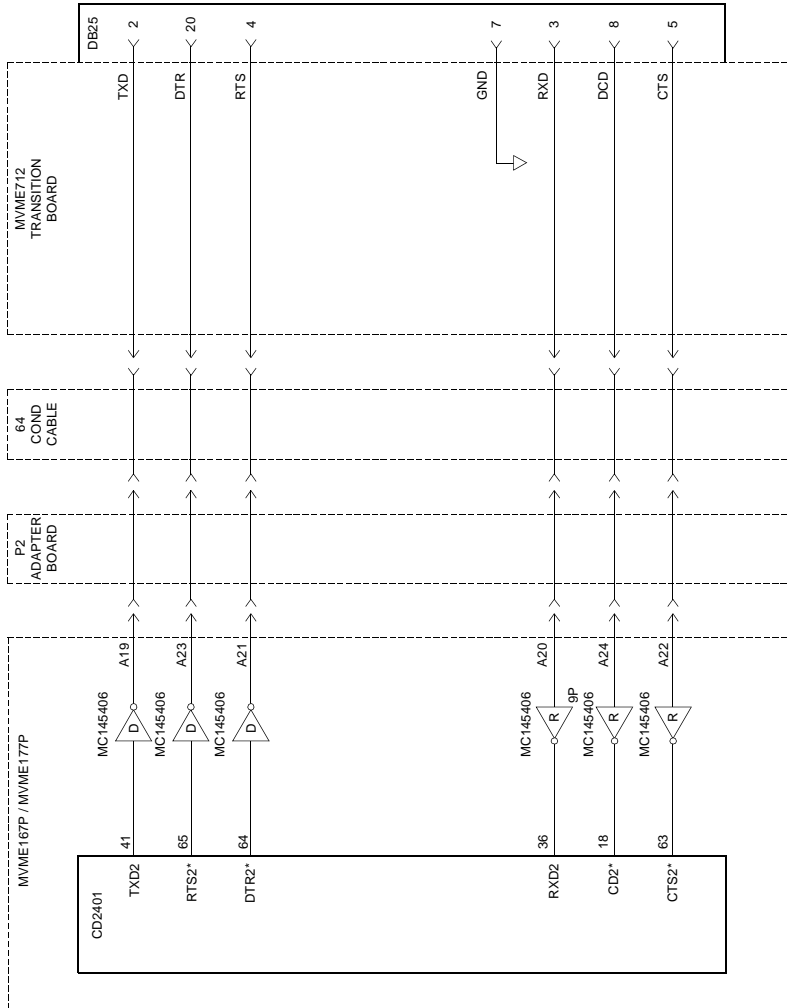 MVME167P / MVME177P
CD2401
TXD2
RTS2*
DTR2*
RXD2
CD2*
CTS2*
41
65
64
36
18
63
MC145406
D
MC145406
D
MC145406
D
MC145406
R
9P
MC145406
R
MC145406
R
A19
A23
A21
A20
A24
A22
P2
ADAPTER
BOARD
64
COND
CABLE
MVME712
TRANSITION
BOARD
TXD
DTR
RTS
GND
RXD
DCD
CTS
DB25
2
20
4
7
3
8
5